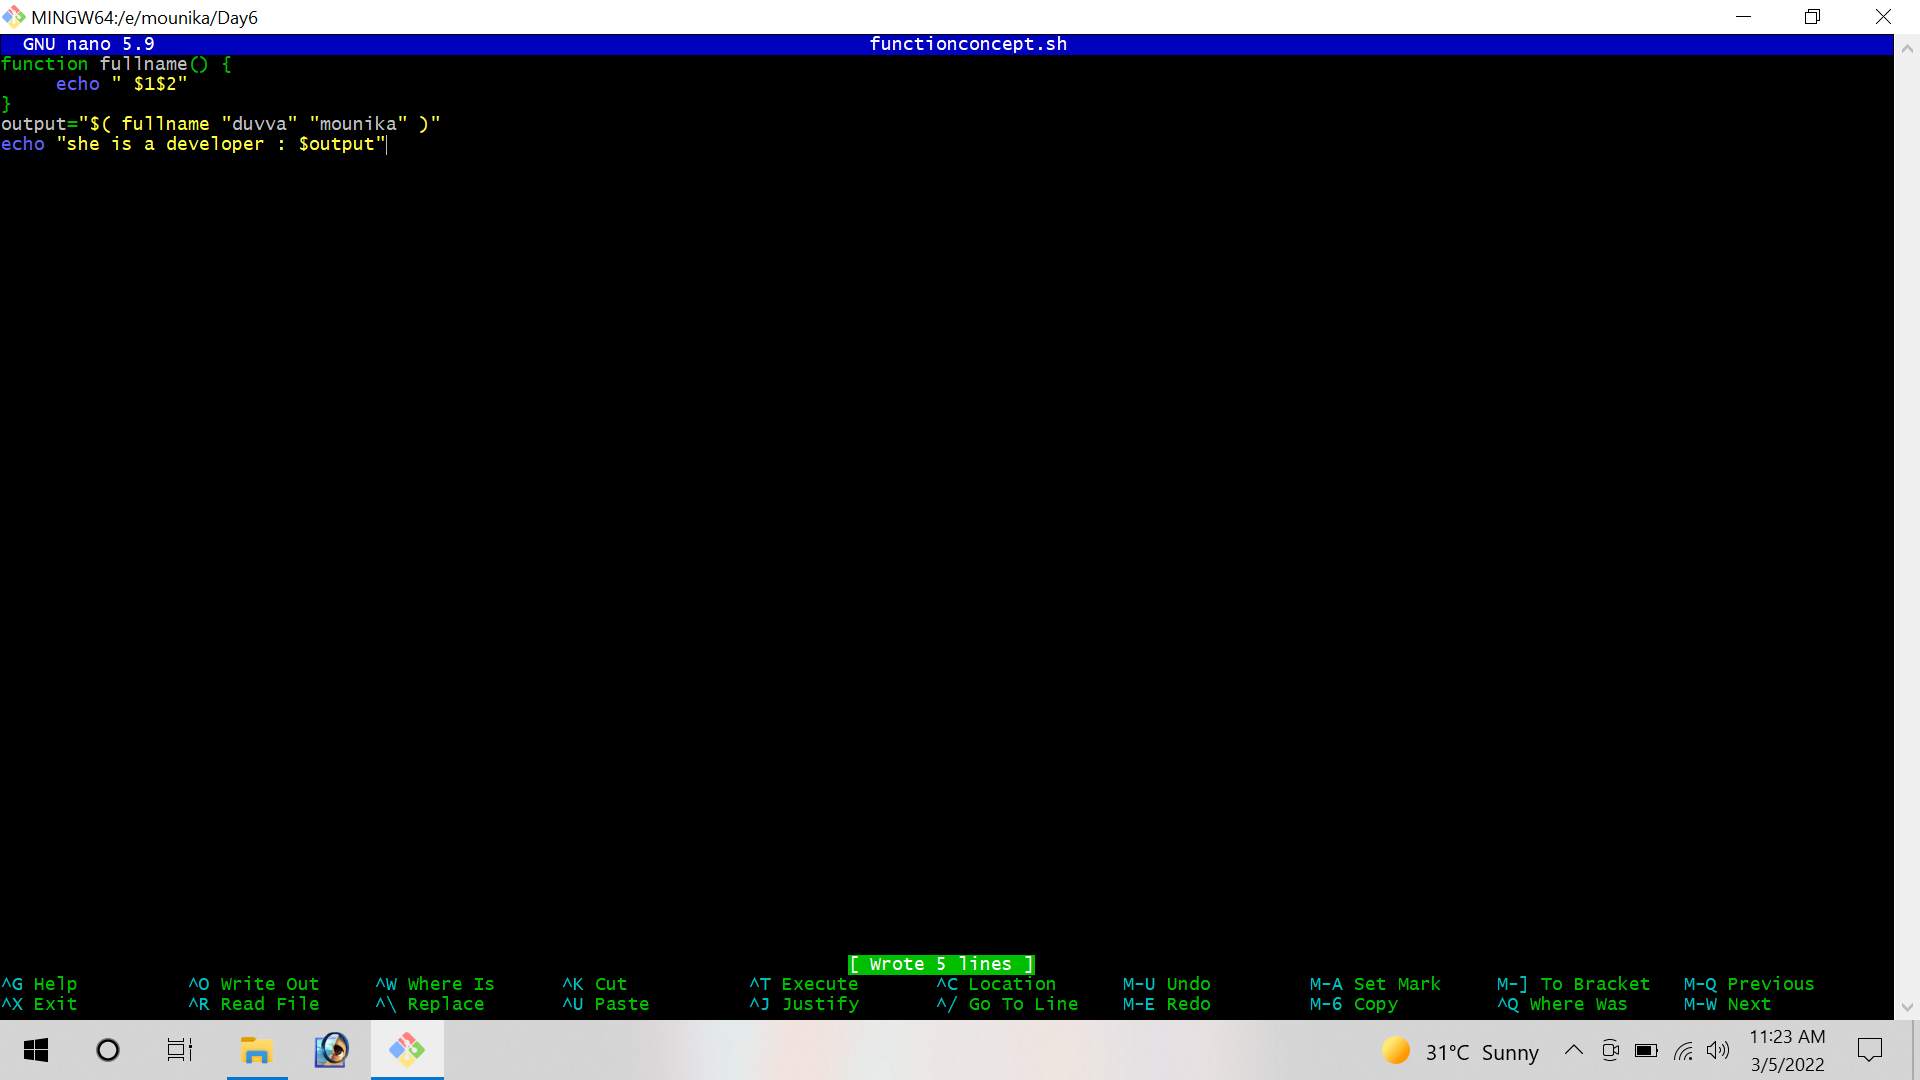 MINGW64:/e/mounika/Day6
GNU nano 5.9 functionconcept.sh
function fullname() {
     echo " $1$2"
}
output="$( fullname "duvva" "mounika" )"
echo "she is a developer : $output"
[ Wrote 5 lines ]
^G Help ^O Write Out ^W Where Is ^K Cut ^T Execute ^C Location M-U Undo M-A Set Mark M-] To Bracket M-Q Previous
^X Exit ^R Read File ^\ Replace ^U Paste ^J Justify ^/ Go To Line M-E Redo M-6 Copy ^Q Where Was M-W Next
31°C Sunny
11:23 AM
3/5/2022